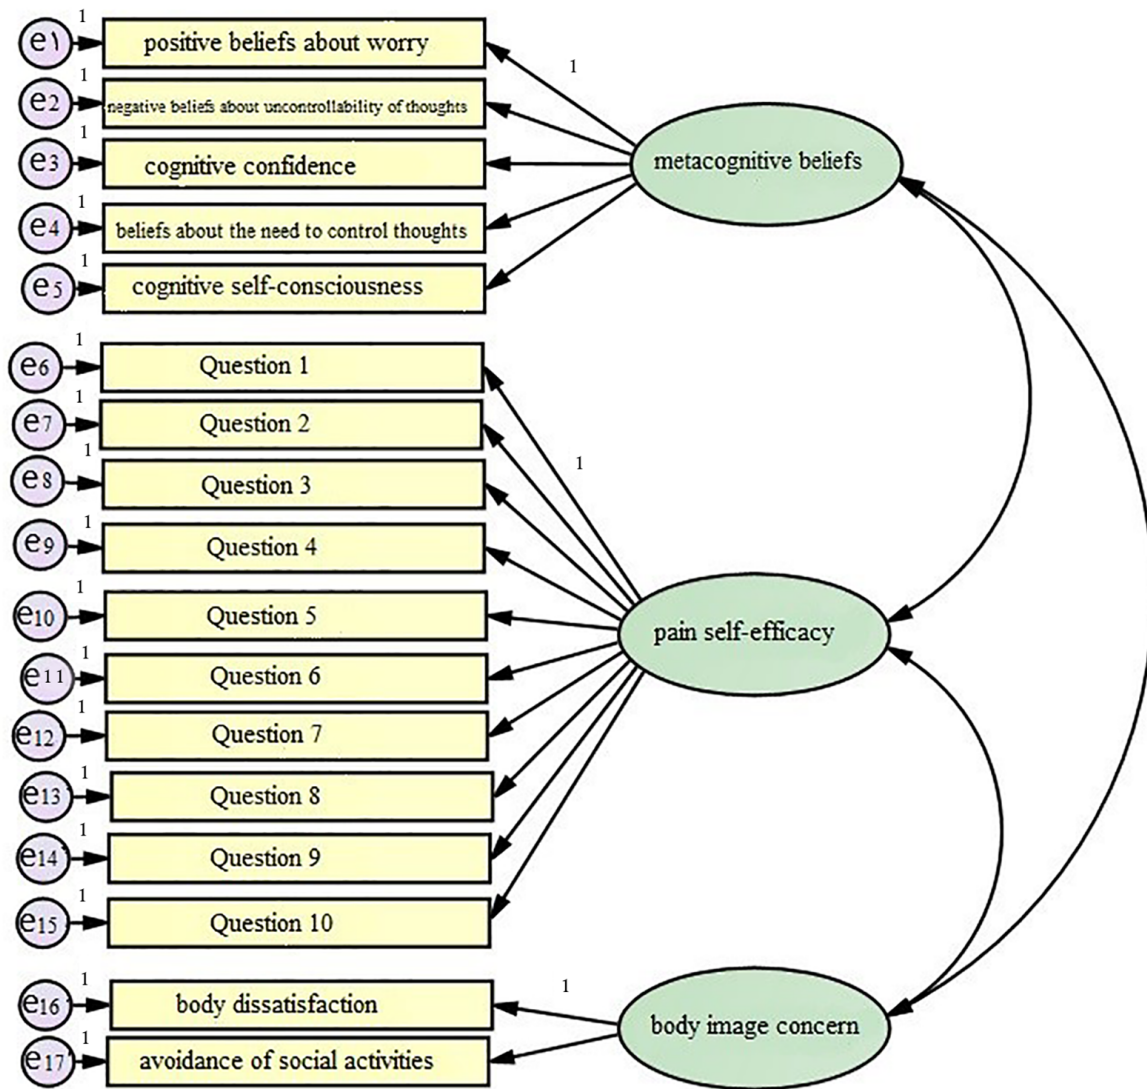 1
e۱ positive beliefs about worry
1
1
e2 negative beliefs about uncontrollability of thoughts
1
e3 cognitive confidence
metacognitive beliefs
1
e4 beliefs about the need to control thoughts
1
e5 cognitive self-consciousness
1
e6 Question 1
1
e7 Question 2
1
1
e8 Question 3
1
e9 Question 4
1
e10 Question 5
pain self-efficacy
1
e11 Question 6
1
e12 Question 7
1
e13 Question 8
1
e14 Question 9
1
e15 Question 10
1
1
e16 body dissatisfaction
body image concern
1
e17 avoidance of social activities